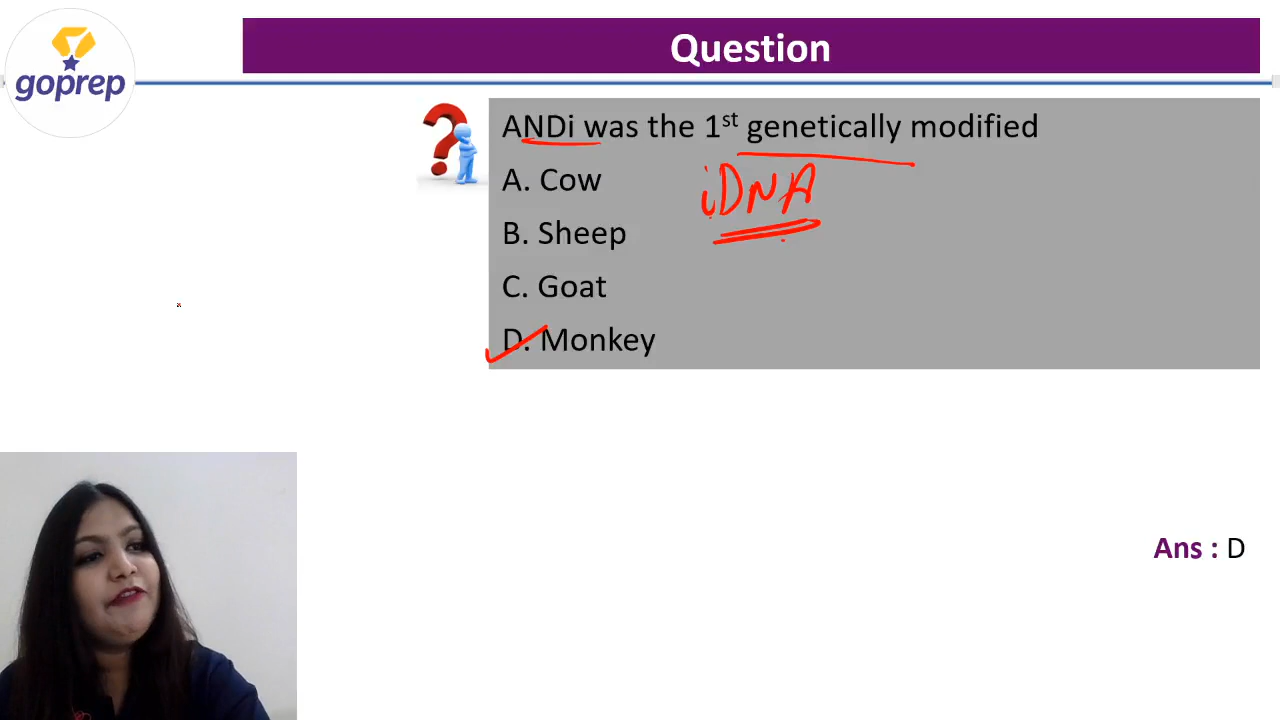 goprep
Question
ANDi was the 1st genetically modified
A. Cow
iDNA
B. Sheep
C. Goat
D. Monkey
Ans : D